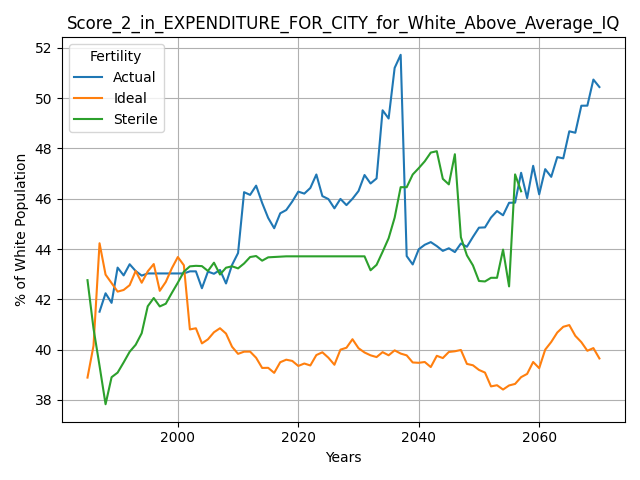 Score_2_in_EXPENDITURE_FOR_CITY_for_White_Above_Average_IQ
Fertility
Actual
Ideal
Sterile
% of White Population
52
50
48
46
44
42
40
38
2000
2020
2040
2060
Years